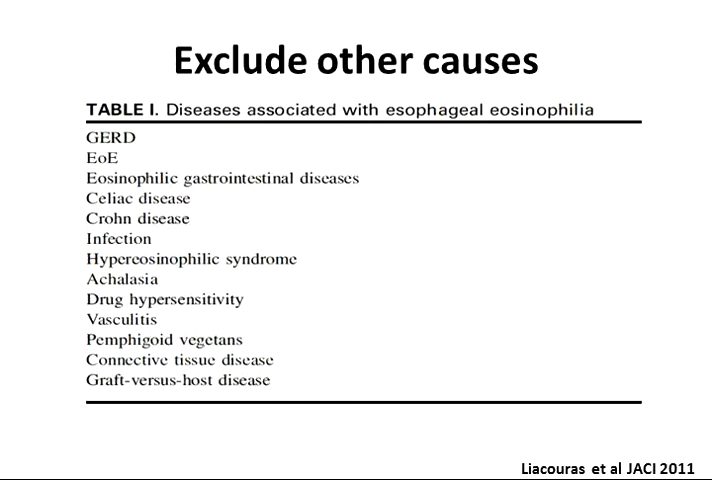 Exclude other causes
TABLE I. Diseases associated with esophageal eosinophilia
GERD
EoE
Eosinophilic gastrointestinal diseases
Celiac disease
Crohn disease
Infection
Hypereosinophilic syndrome
Achalasia
Drug hypersensitivity
Vasculitis
Pemphigoid vegetans
Connective tissue disease
Graft-versus-host disease
Liacouras et al JACI 2011